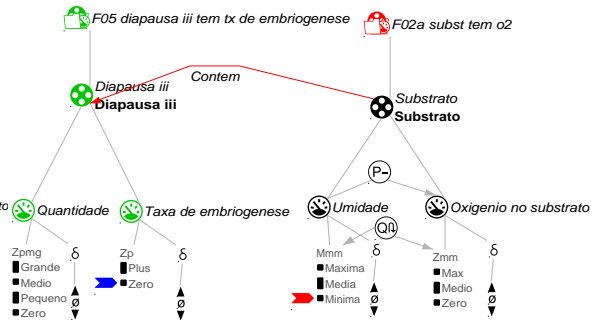 F05 diapausa iii tem tx de embriogenese
F02a subst tem o2
Contem
Diapausa iii
Diapausa iii
Substrato
Substrato
P-
Quantidade
Taxa de embriogenese
Umidade
Oxigenio no substrato
Zpmg
Grande
Medio
Pequeno
Zero
δ
ø
Zp
Plus
Zero
δ
ø
Mmm
Maxima
Media
Minima
δ
ø
Zmm
Max
Medio
Zero
δ
ø